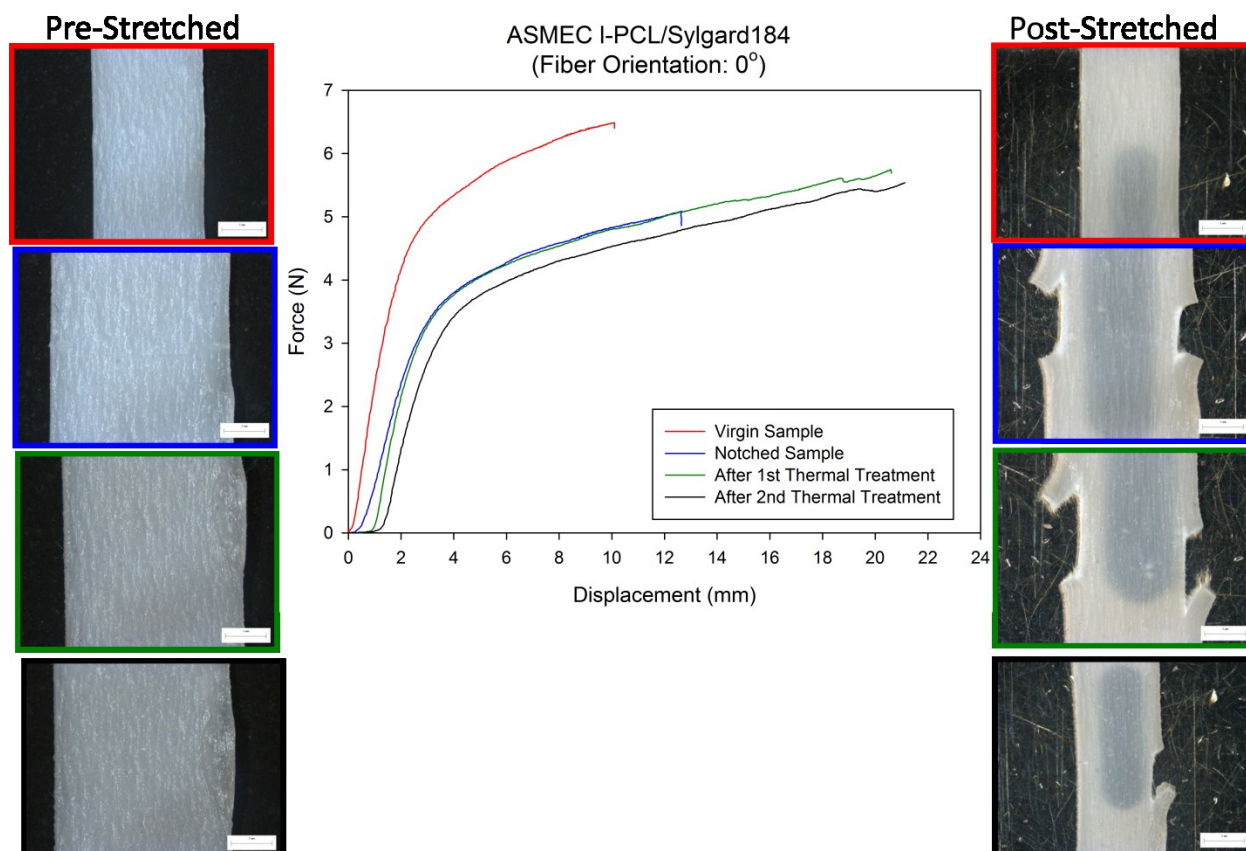 Pre-Stretched
Post-Stretched
ASMEC l-PCL/Sylgard184
(Fiber Orientation: 0°)
Force (N)
7
6
5
4
3
2
1
0
0 2 4 6 8 10 12 14 16 18 20 22 24
Displacement (mm)
Virgin Sample
Notched Sample
After 1st Thermal Treatment
After 2nd Thermal Treatment